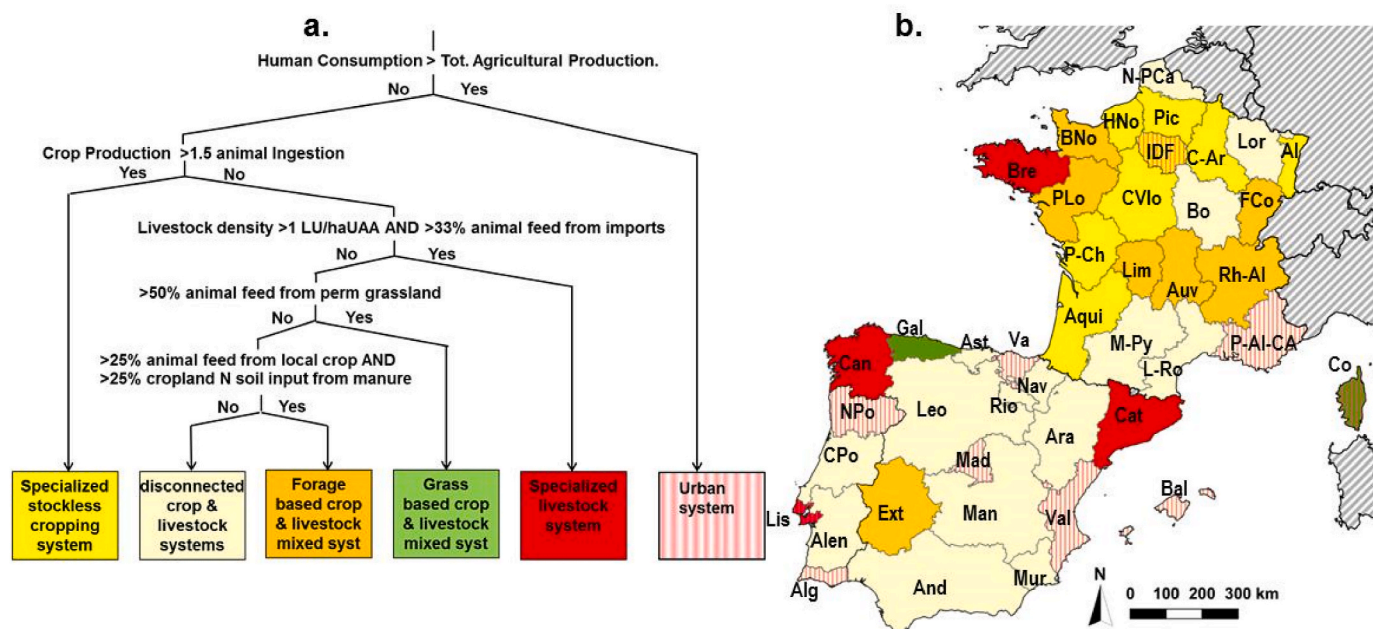 a.
Human Consumption > Tot. Agricultural Production.
No Yes
Crop Production >1.5 animal Ingestion
Yes No
Livestock density >1 LU/haUAA AND >33% animal feed from imports
No Yes
>50% animal feed from perm grassland
No Yes
>25% animal feed from local crop AND
>25% cropland N soil input from manure
No Yes
Specialized
stockless
cropping
system
disconnected
crop &
livestock
systems
Forage
based crop
& livestock
mixed syst
Grass
based crop
& livestock
mixed syst
Specialized
livestock
system
Urban
system
b.
N-PCa
HNo
Pic
BNo
IDF
C-Ar
Lor
Al
Bre
PLo
CVlo
Bo
FCo
P-Ch
Lim
Auv
Rh-Al
Aqui
M-Py
P-Al-CA
L-Ro
Co
Gal
Ast
Va
Can
Nav
Rio
Leo
NPo
Ara
Cat
CPo
Mad
Bal
Lis
Ext
Man
Val
Alen
Alg
And
Mur
N
0 100 200 300 km